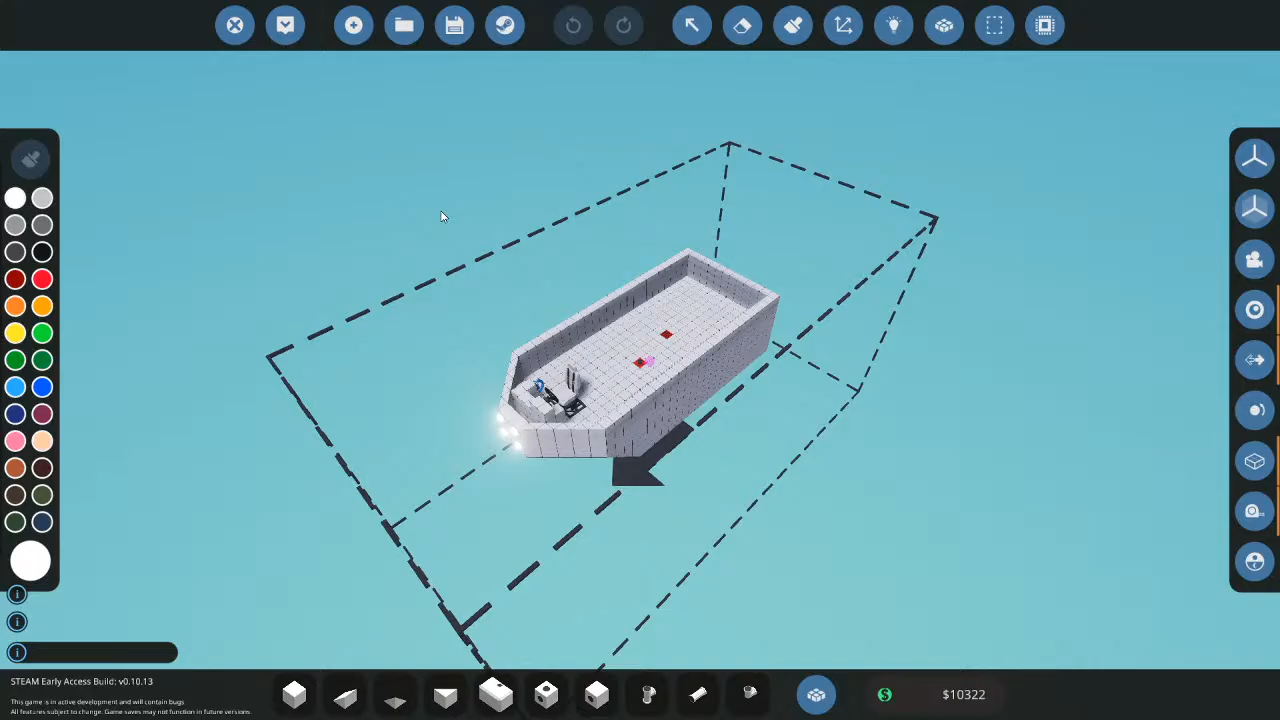 STEAM Early Access Build: v0.10.13
This game is in active development and will contain bugs
All features subject to change. Game saves may not function in future versions.
$10322